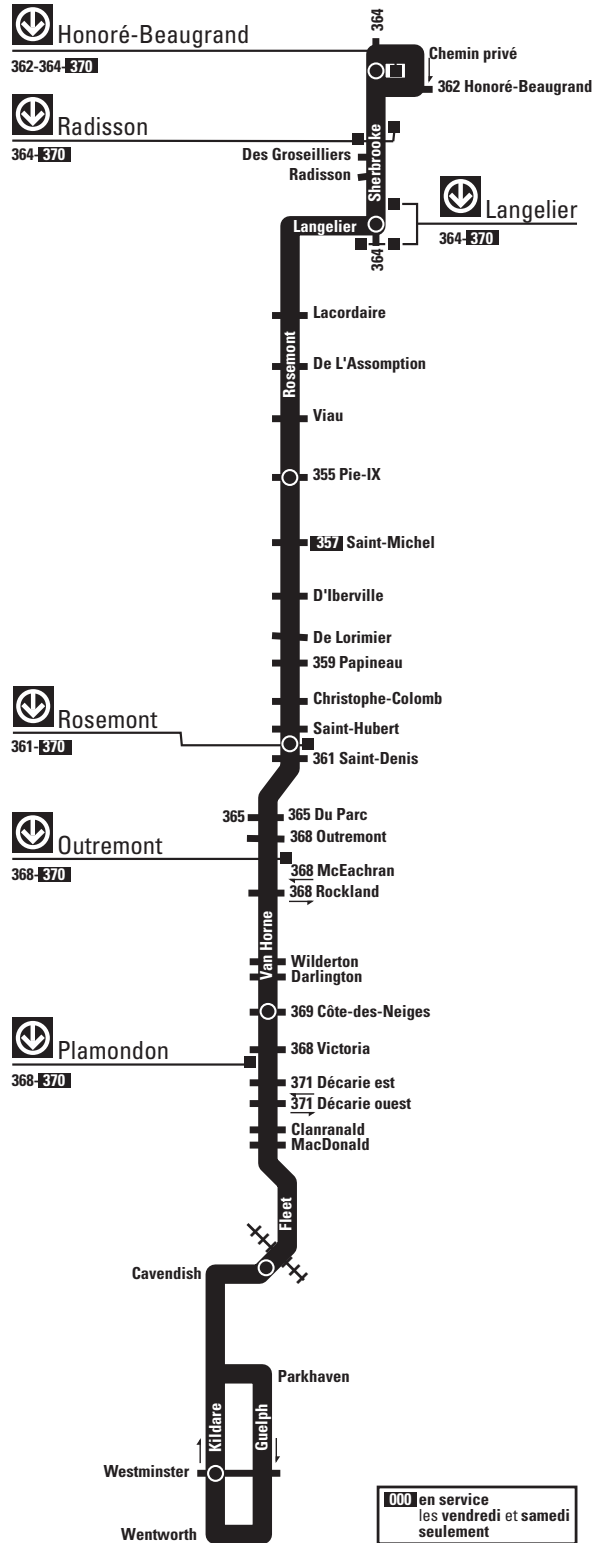 364
Honoré-Beaugrand
362-364-370
Chemin privé
362 Honoré-Beaugrand
Radisson
364-370
Des Groseilliers
Radisson
Sherbrooke
Langelier
364-370
Langelier
364
Lacordaire
Rosemont
De L'Assomption
Viau
355 Pie-IX
357 Saint-Michel
D'Iberville
De Lorimier
359 Papineau
Christophe-Colomb
Rosemont
361-370
Saint-Hubert
361 Saint-Denis
365
365 Du Parc
368 Outremont
Outremont
368-370
368 McEachran
368 Rockland
Van Horne
Wilderton
Darlington
369 Côte-des-Neiges
Plamondon
368-370
368 Victoria
371 Décarie est
371 Décarie ouest
Clanranald
MacDonald
Fleet
Cavendish
Parkhaven
Kildare
Guelph
Westminster
Wentworth
000 en service
les vendredi et samedi
seulement